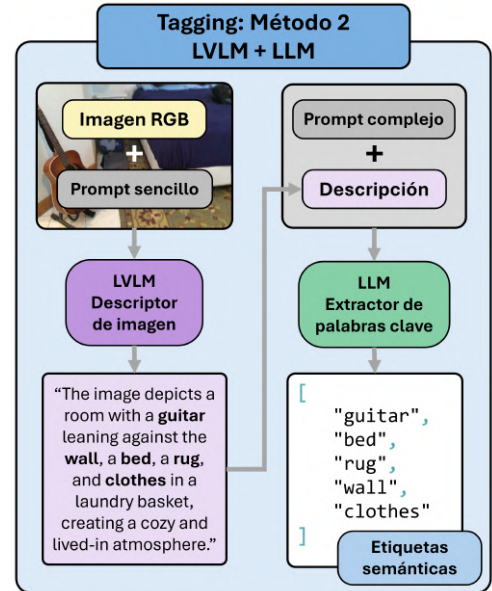 Tagging: Método 2
LVLM + LLM
Imagen RGB
+
Prompt sencillo
LVLM
Descriptor
de imagen
“The image depicts a
room with a guitar
leaning against the
wall, a bed, a rug,
and clothes in a
laundry basket,
creating a cozy and
lived-in atmosphere.”
Prompt complejo
+
Descripción
LLM
Extractor de
palabras clave
[
"guitar",
"bed",
"rug",
"wall",
"clothes"
]
Etiquetas
semánticas